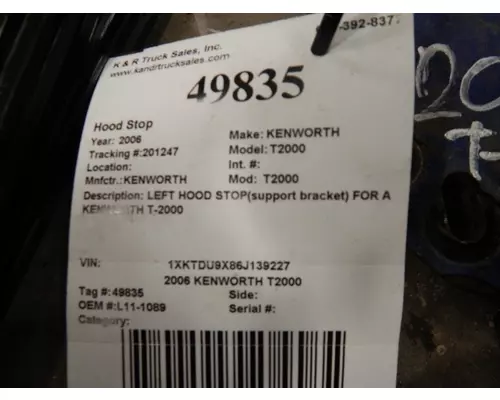 K & R Truck Sales, Inc.
www.kandrtrucksales.com
-392-837
49835
Hood Stop
Year: 2006
Make: KENWORTH
Tracking #:201247
Model: T2000
Location:
Int. #:
Mnfctr.:KENWORTH
Mod: T2000
Description: LEFT HOOD STOP(support bracket) FOR A
KENWORTH T-2000
VIN: 1XKTDU9X86J139227
2006 KENWORTH T2000
Tag #:49835
Side:
OEM #:L11-1089
Serial #:
Category:
20